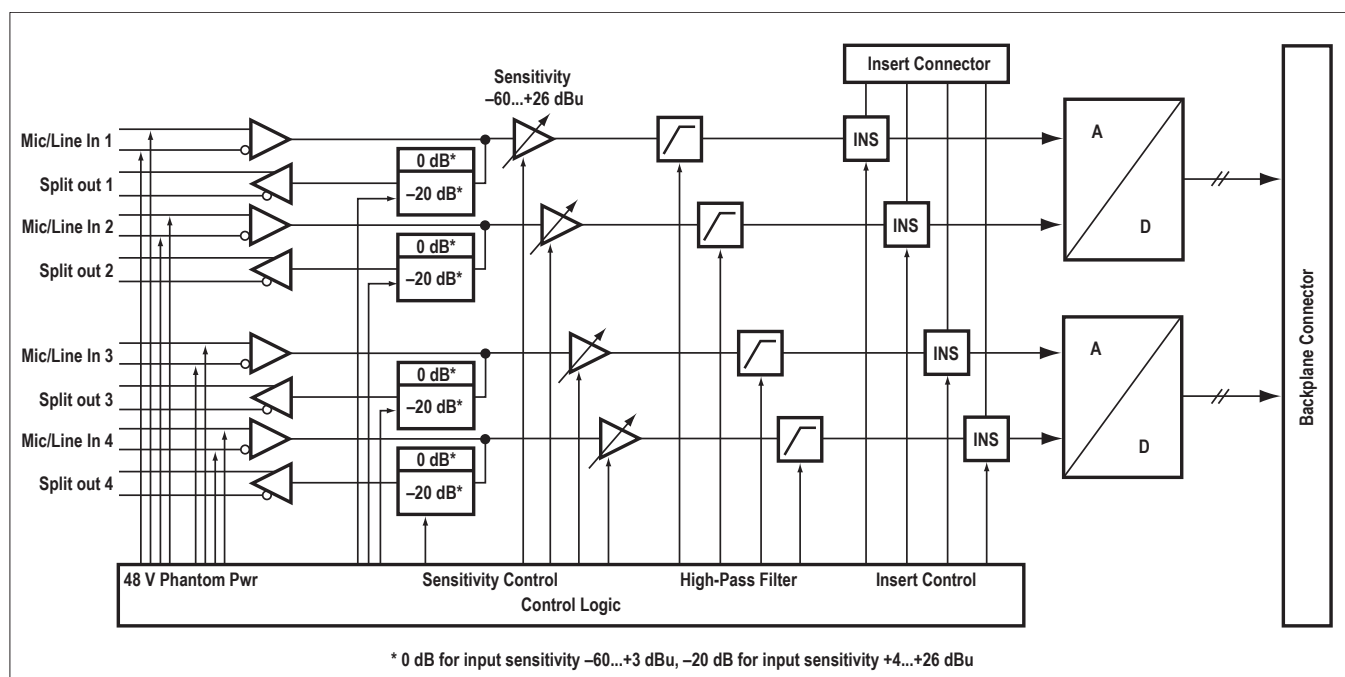 Insert Connector
Sensitivity
–60...+26 dBu
Mic/Line In 1
0 dB*
–20 dB*
INS
A
D
Split out 1
Mic/Line In 2
0 dB*
–20 dB*
INS
Split out 2
Mic/Line In 3
0 dB*
–20 dB*
INS
A
D
Split out 3
Mic/Line In 4
0 dB*
–20 dB*
INS
Split out 4
Backplane Connector
48 V Phantom Pwr
Sensitivity Control
High-Pass Filter
Insert Control
Control Logic
* 0 dB for input sensitivity –60...+3 dBu, –20 dB for input sensitivity +4...+26 dBu